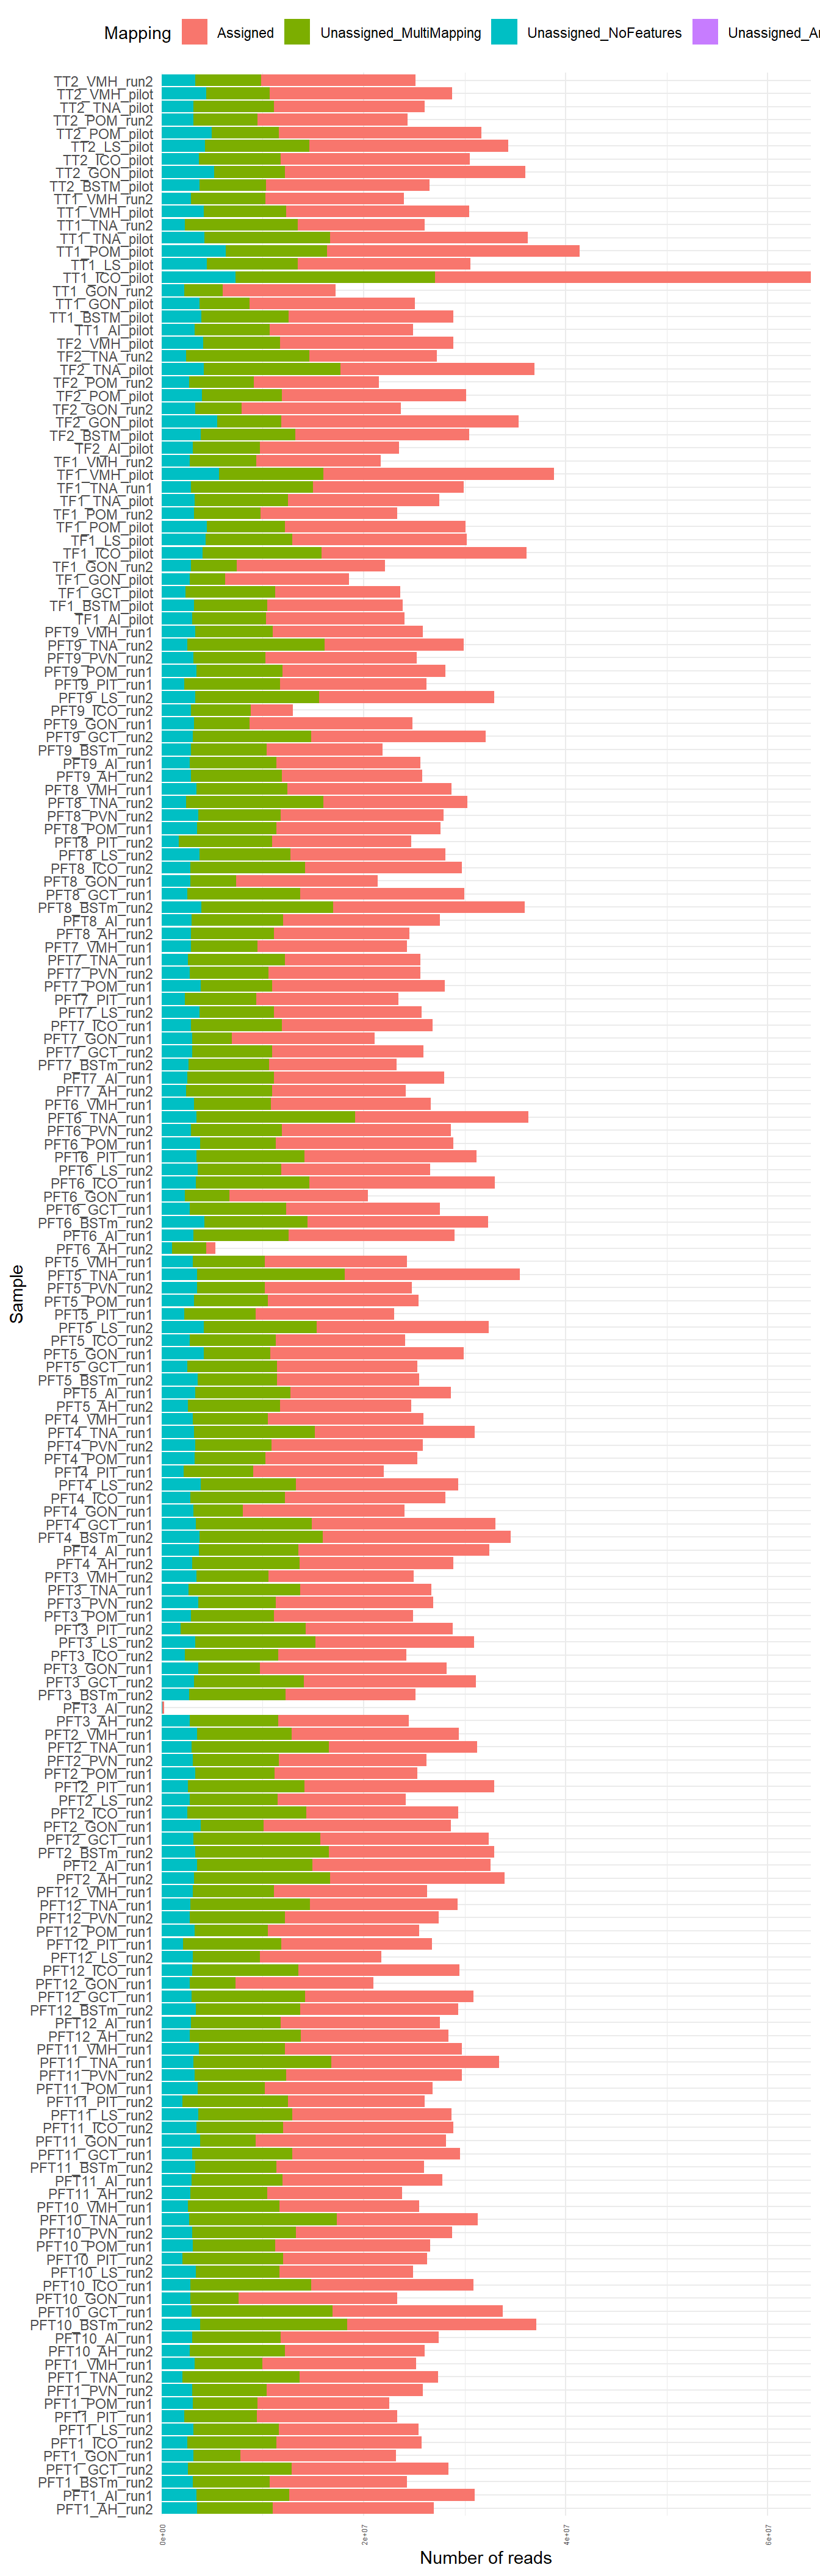 Mapping Assigned Unassigned_MultiMapping Unassigned_NoFeatures Unassigned_Am
TT2_VMH_run2
TT2_VMH_pilot
TT2_TNA_pilot
TT2_POM_run2
TT2_POM_pilot
TT2_LS_pilot
TT2_ICO_pilot
TT2_GON_pilot
TT2_BSTM_pilot
TT1_VMH_run2
TT1_VMH_pilot
TT1_TNA_run2
TT1_TNA_pilot
TT1_POM_pilot
TT1_LS_pilot
TT1_ICO_pilot
TT1_GON_run2
TT1_GON_pilot
TT1_BSTM_pilot
TT1_AI_pilot
TF2_VMH_pilot
TF2_TNA_run2
TF2_TNA_pilot
TF2_POM_run2
TF2_POM_pilot
TF2_GON_run2
TF2_GON_pilot
TF2_BSTM_pilot
TF2_AI_pilot
TF1_VMH_run2
TF1_VMH_pilot
TF1_TNA_run1
TF1_TNA_pilot
TF1_POM_run2
TF1_POM_pilot
TF1_LS_pilot
TF1_ICO_pilot
TF1_GON_run2
TF1_GON_pilot
TF1_GCT_pilot
TF1_BSTM_pilot
TF1_AI_pilot
PFT9_VMH_run1
PFT9_TNA_run2
PFT9_PVN_run2
PFT9_POM_run1
PFT9_PIT_run1
PFT9_LS_run2
PFT9_ICO_run2
PFT9_GON_run1
PFT9_GCT_run2
PFT9_BSTm_run2
PFT9_AI_run1
PFT9_AH_run2
PFT8_VMH_run1
PFT8_TNA_run2
PFT8_PVN_run2
PFT8_POM_run1
PFT8_PIT_run2
PFT8_LS_run2
PFT8_ICO_run2
PFT8_GON_run1
PFT8_GCT_run1
PFT8_BSTm_run2
PFT8_AI_run1
PFT8_AH_run2
PFT7_VMH_run1
PFT7_TNA_run1
PFT7_PVN_run2
PFT7_POM_run1
PFT7_PIT_run1
PFT7_LS_run2
PFT7_ICO_run1
PFT7_GON_run1
PFT7_GCT_run2
PFT7_BSTm_run2
PFT7_AI_run1
PFT7_AH_run2
PFT6_VMH_run1
PFT6_TNA_run1
PFT6_PVN_run2
PFT6_POM_run1
PFT6_PIT_run1
PFT6_LS_run2
PFT6_ICO_run1
PFT6_GON_run1
PFT6_GCT_run1
PFT6_BSTm_run2
PFT6_AI_run1
PFT6_AH_run2
PFT5_VMH_run1
PFT5_TNA_run1
PFT5_PVN_run2
PFT5_POM_run1
PFT5_PIT_run1
PFT5_LS_run2
PFT5_ICO_run2
PFT5_GON_run1
PFT5_GCT_run1
PFT5_BSTm_run2
PFT5_AI_run1
PFT5_AH_run2
PFT4_VMH_run1
PFT4_TNA_run1
PFT4_PVN_run2
PFT4_POM_run1
PFT4_PIT_run1
PFT4_LS_run2
PFT4_ICO_run1
PFT4_GON_run1
PFT4_GCT_run1
PFT4_BSTm_run2
PFT4_AI_run1
PFT4_AH_run2
PFT3_VMH_run2
PFT3_TNA_run1
PFT3_PVN_run2
PFT3_POM_run1
PFT3_PIT_run2
PFT3_LS_run2
PFT3_ICO_run2
PFT3_GON_run1
PFT3_GCT_run2
PFT3_BSTm_run2
PFT3_AI_run2
PFT3_AH_run2
PFT2_VMH_run1
PFT2_TNA_run1
PFT2_PVN_run2
PFT2_POM_run1
PFT2_PIT_run1
PFT2_LS_run2
PFT2_ICO_run1
PFT2_GON_run1
PFT2_GCT_run1
PFT2_BSTm_run2
PFT2_AI_run1
PFT2_AH_run2
PFT12_VMH_run1
PFT12_TNA_run1
PFT12_PVN_run2
PFT12_POM_run1
PFT12_PIT_run1
PFT12_LS_run2
PFT12_ICO_run1
PFT12_GON_run1
PFT12_GCT_run1
PFT12_BSTm_run2
PFT12_AI_run1
PFT12_AH_run2
PFT11_VMH_run1
PFT11_TNA_run1
PFT11_PVN_run2
PFT11_POM_run1
PFT11_PIT_run2
PFT11_LS_run2
PFT11_ICO_run2
PFT11_GON_run1
PFT11_GCT_run1
PFT11_BSTm_run2
PFT11_AI_run1
PFT11_AH_run2
PFT10_VMH_run1
PFT10_TNA_run1
PFT10_PVN_run2
PFT10_POM_run1
PFT10_PIT_run2
PFT10_LS_run2
PFT10_ICO_run1
PFT10_GON_run1
PFT10_GCT_run1
PFT10_BSTm_run2
PFT10_AI_run1
PFT10_AH_run2
PFT1_VMH_run1
PFT1_TNA_run2
PFT1_PVN_run2
PFT1_POM_run1
PFT1_PIT_run1
PFT1_LS_run2
PFT1_ICO_run2
PFT1_GON_run1
PFT1_GCT_run2
PFT1_BSTm_run2
PFT1_AI_run1
PFT1_AH_run2
Sample
0e+00 2e+07 4e+07 6e+07
Number of reads